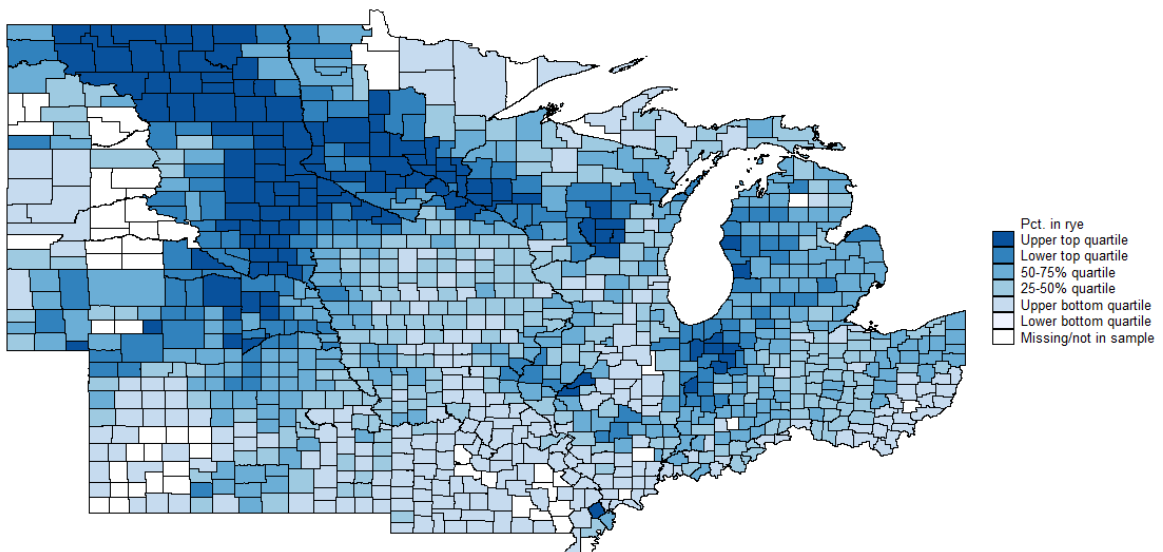 Pct. in rye
Upper top quartile
Lower top quartile
50-75% quartile
25-50% quartile
Upper bottom quartile
Lower bottom quartile
Missing/not in sample